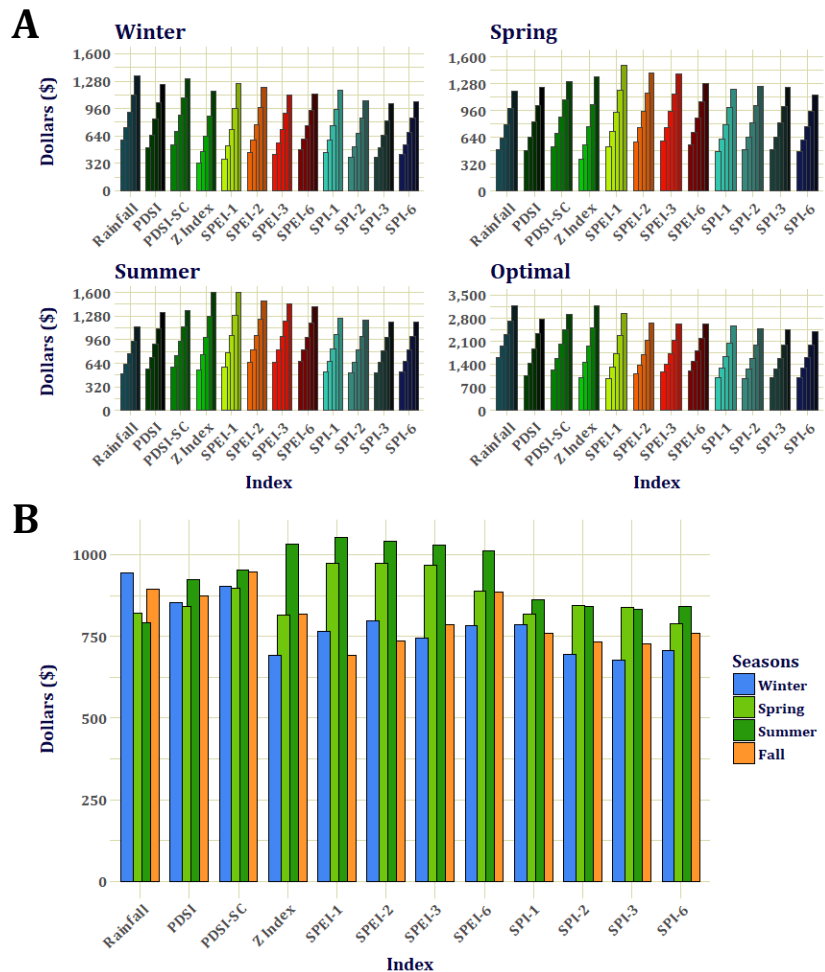 A
Winter
Dollars ($)
1,600
1,280
960
640
320
0
Rainfall PDSI PDSI-SC Z Index SPEI-1 SPEI-2 SPEI-3 SPEI-6 SPI-1 SPI-2 SPI-3 SPI-6
Spring
1,600
1,280
960
640
320
0
Rainfall PDSI PDSI-SC Z Index SPEI-1 SPEI-2 SPEI-3 SPEI-6 SPI-1 SPI-2 SPI-3 SPI-6
Summer
Dollars ($)
1,600
1,280
960
640
320
0
Rainfall PDSI PDSI-SC Z Index SPEI-1 SPEI-2 SPEI-3 SPEI-6 SPI-1 SPI-2 SPI-3 SPI-6
Index
Optimal
3,500
2,800
2,100
1,400
700
0
Rainfall PDSI PDSI-SC Z Index SPEI-1 SPEI-2 SPEI-3 SPEI-6 SPI-1 SPI-2 SPI-3 SPI-6
Index
B
Dollars ($)
1000
750
500
250
0
Rainfall PDSI PDSI-SC Z Index SPEI-1 SPEI-2 SPEI-3 SPEI-6 SPI-1 SPI-2 SPI-3 SPI-6
Index
Seasons
Winter
Spring
Summer
Fall